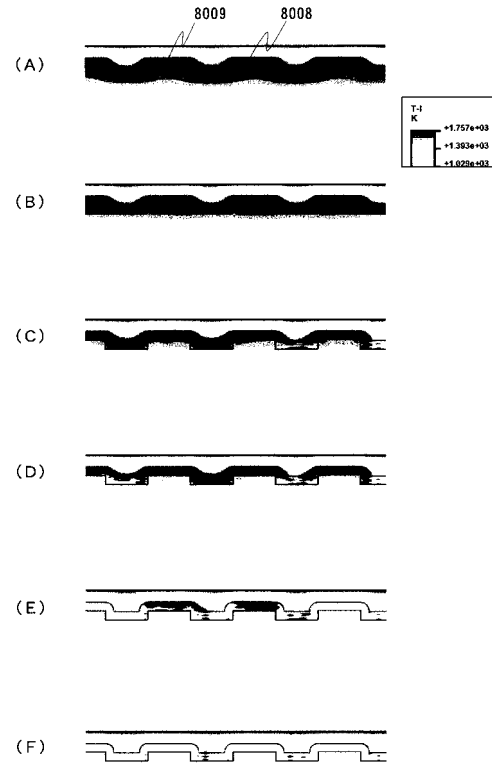 8009 8008
(A)
T-l
K
+1.757e+03
+1.393e+03
+1.029e+03
(B)
(C)
(D)
(E)
(F)